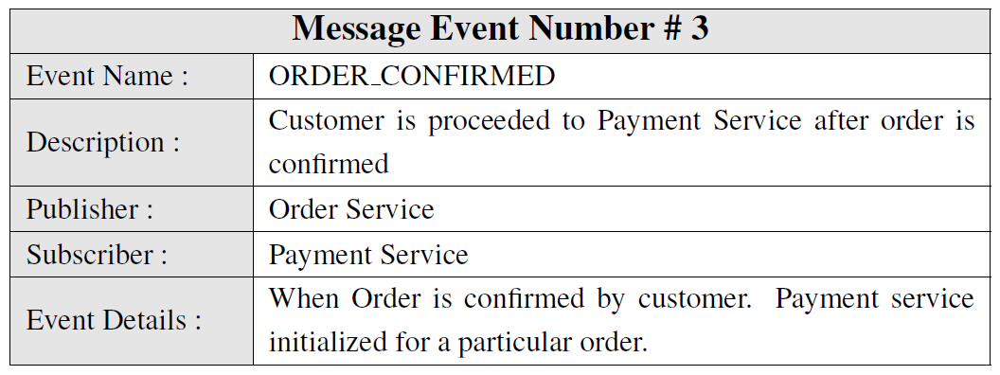 Message Event Number # 3
Event Name :
ORDER_CONFIRMED
Description :
Customer is proceeded to Payment Service after order is
confirmed
Publisher :
Order Service
Subscriber :
Payment Service
Event Details :
When Order is confirmed by customer. Payment service
initialized for a particular order.